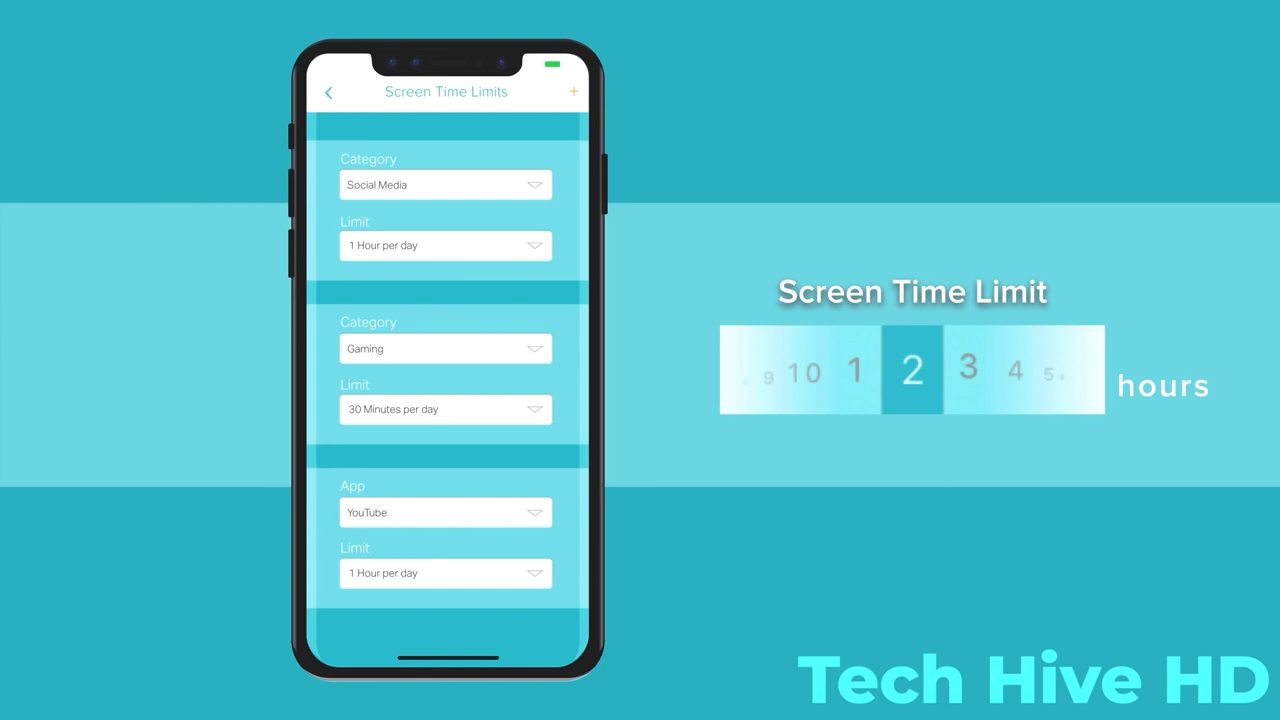 Screen Time Limits +
Category
Social Media
Limit
1 Hour per day
Category
Gaming
Limit
30 Minutes per day
App
YouTube
Limit
1 Hour per day
Screen Time Limit
9 10 1 2 3 4 5
hours
Tech Hive HD